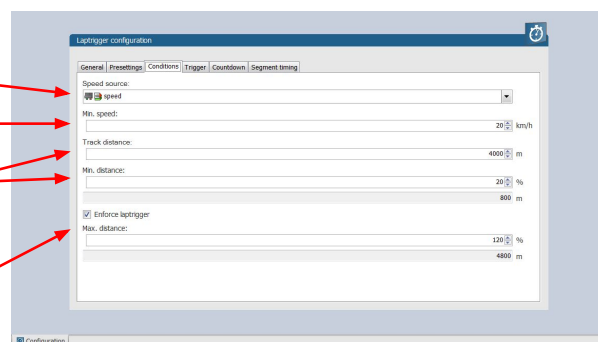 Laptrigger configuration
General Presettings Conditions Trigger Countdown Segment timing
Speed source:
speed
Min. speed:
20 km/h
Track distance:
4000 m
Min. distance:
20 %
800 m
Enforce laptrigger
Max. distance:
120 %
4800 m
Configuration